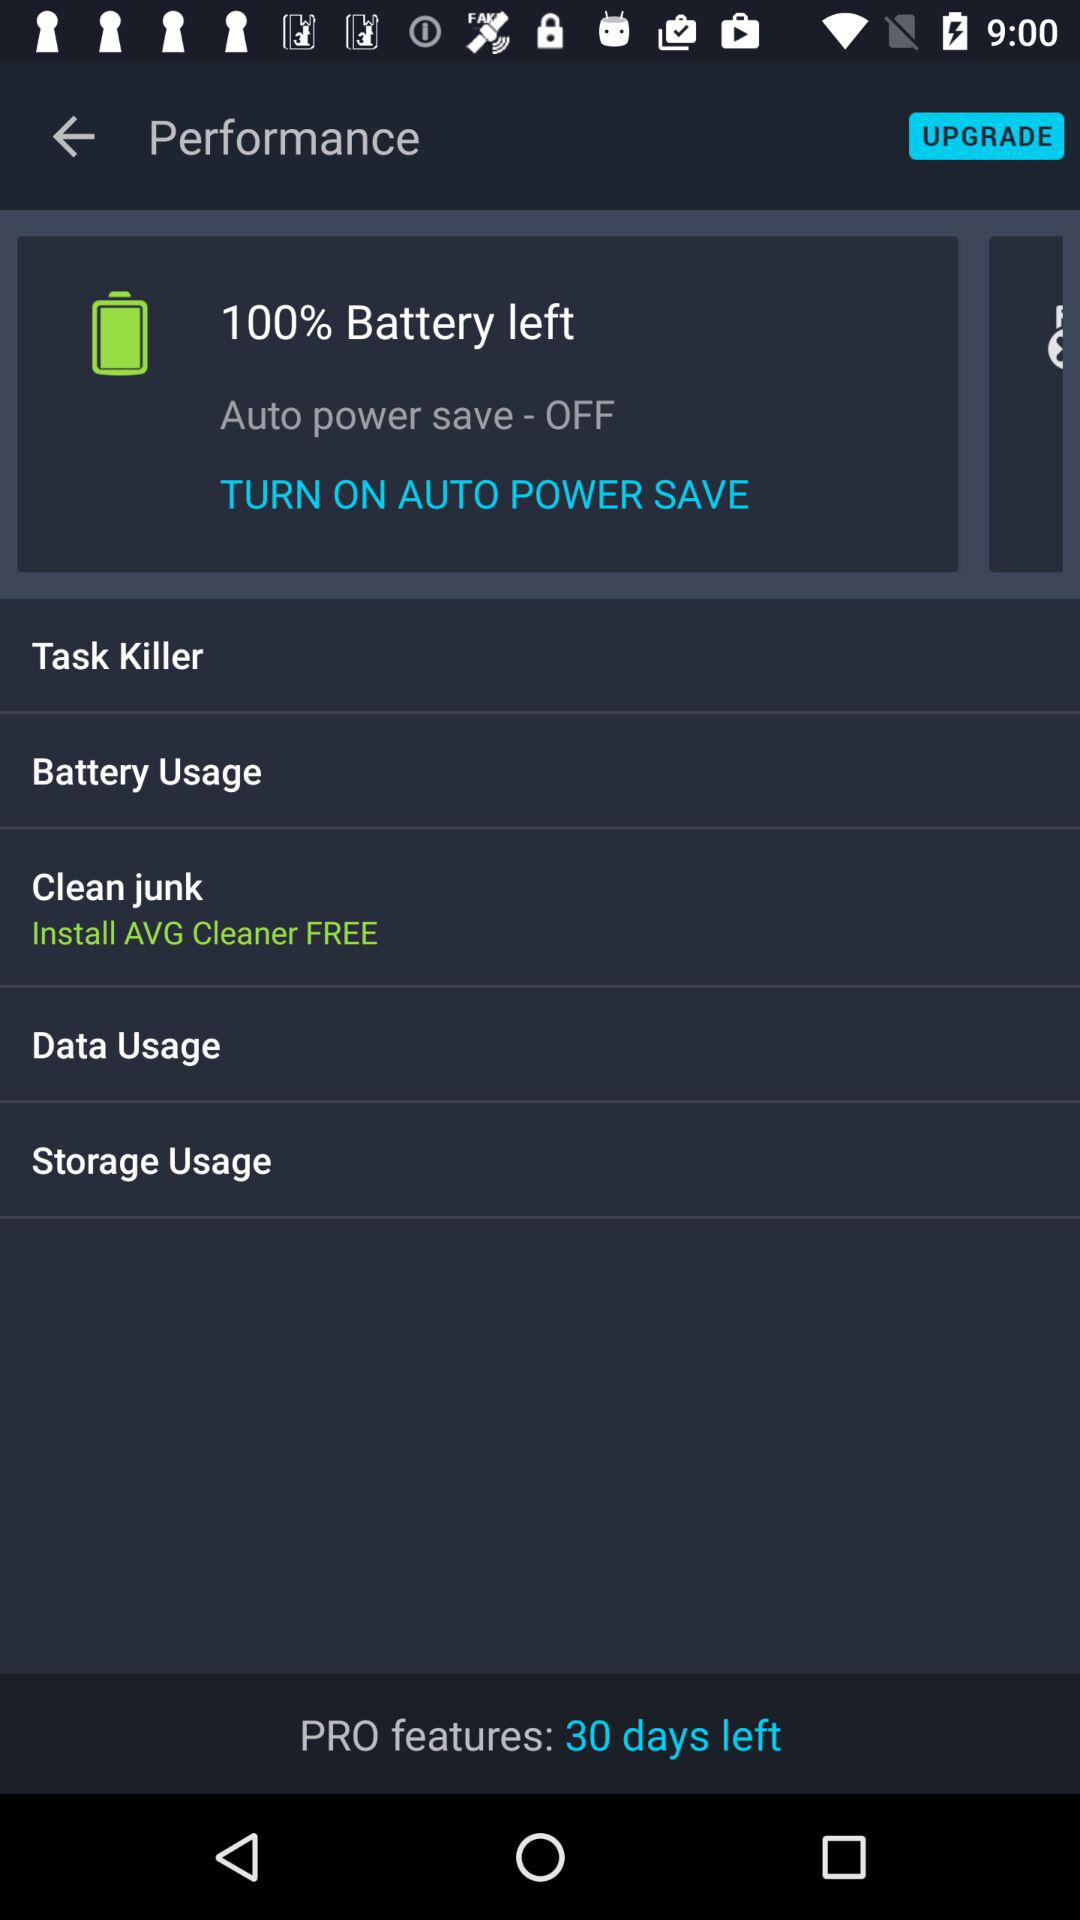 FAK
9:00
Performance
UPGRADE
100% Battery left
Auto power save - OFF
TURN ON AUTO POWER SAVE
Task Killer
Battery Usage
Clean junk
Install AVG Cleaner FREE
Data Usage
Storage Usage
PRO features: 30 days left